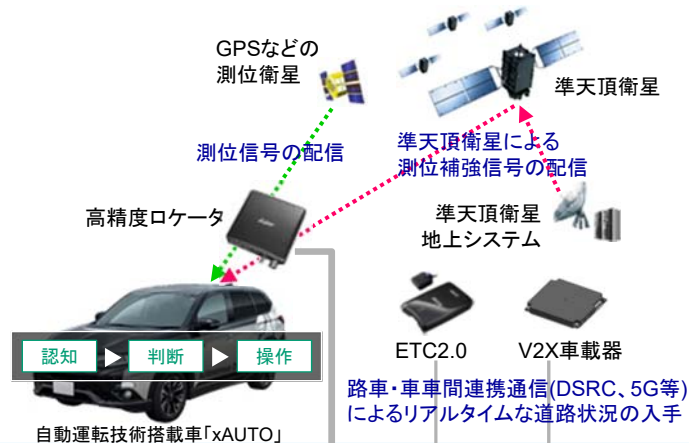 GPSなどの
測位衛星
準天頂衛星
測位信号の配信
準天頂衛星による
測位補強信号の配信
高精度ロケータ
準天頂衛星
地上システム
認知
判断
操作
ETC2.0
V2X車載器
路車・車車間連携通信(DSRC、5G等)
によるリアルタイムな道路状況の入手
自動運転技術搭載車「xAUTO」